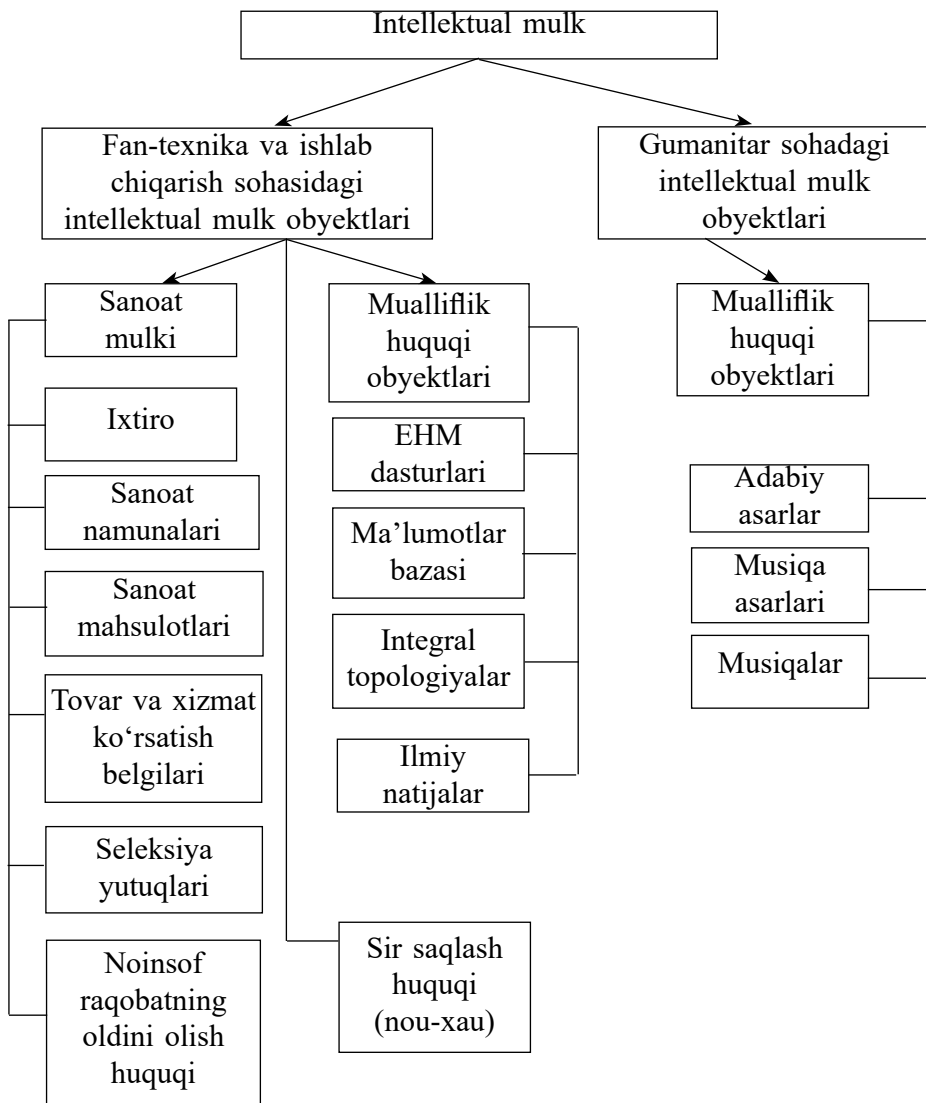 Intellektual mulk
Fan-texnika va ishlab
chiqarish sohasidagi
intellektual mulk obyektlari
Gumanitar sohadagi
intellektual mulk
obyektlari
Sanoat
mulki
Ixtiro
Sanoat
namunalari
Sanoat
mahsulotlari
Tovar va xizmat
ko‘rsatish
belgilari
Seleksiya
yutuqlari
Noinsof
raqobatning
oldini olish
huquqi
Mualliflik
huquqi
obyektlari
EHM
dasturlari
Ma’lumotlar
bazasi
Integral
topologiyalar
Ilmiy
natijalar
Sir saqlash
huquqi
(nou-xau)
Mualliflik
huquqi
obyektlari
Adabiy
asarlar
Musiqa
asarlari
Musiqalar